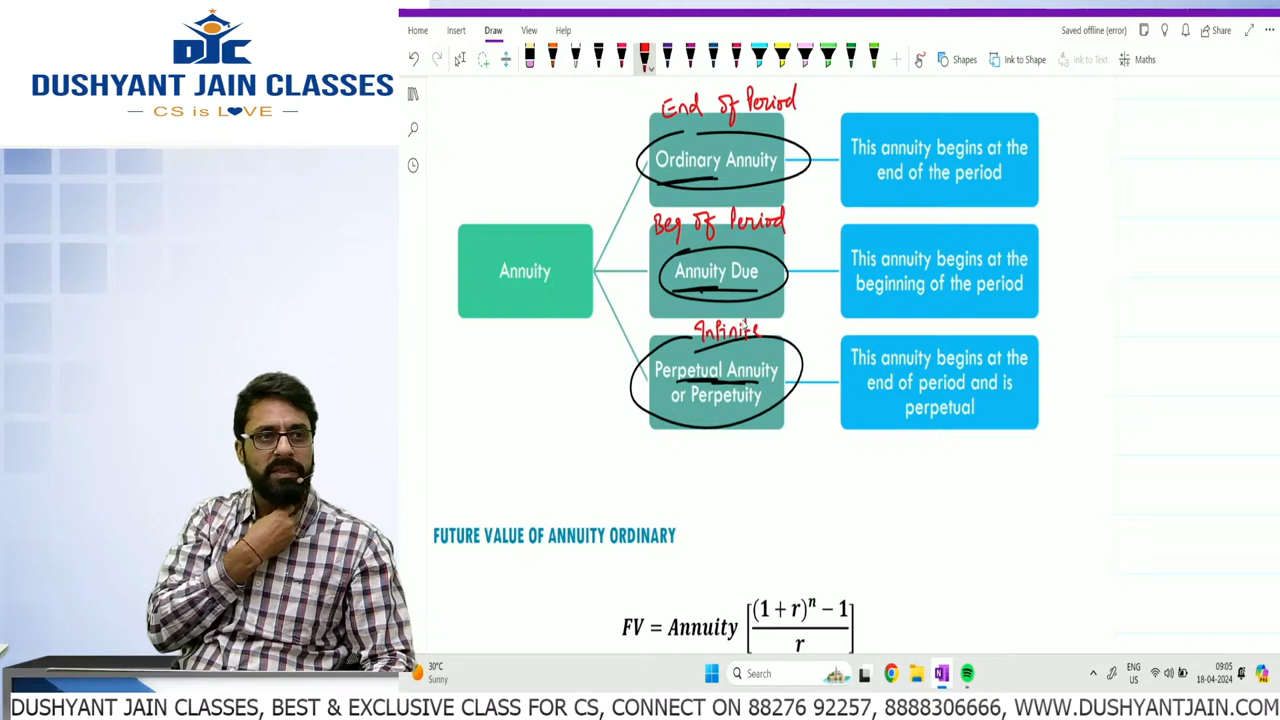 DJC
DUSHYANT JAIN CLASSES
CS is LOVE
Home Insert Draw View Help
Saved offline (error) Share
Shapes Ink to Shape Ink to Text Maths
End of Period
Ordinary Annuity
This annuity begins at the
end of the period
Beg of Period
Annuity
Annuity Due
This annuity begins at the
beginning of the period
Infinite
Perpetual Annuity
or Perpetuity
This annuity begins at the
end of period and is
perpetual
FUTURE VALUE OF ANNUITY ORDINARY
FV = Annuity [((1 + r)^n − 1) / r]
30°C
Sunny
Search
ENG
US
09:05
18-04-2024
DUSHYANT JAIN CLASSES, BEST & EXCLUSIVE CLASS FOR CS, CONNECT ON 88276 92257, 8888306666, WWW.DUSHYANTJAIN.COM